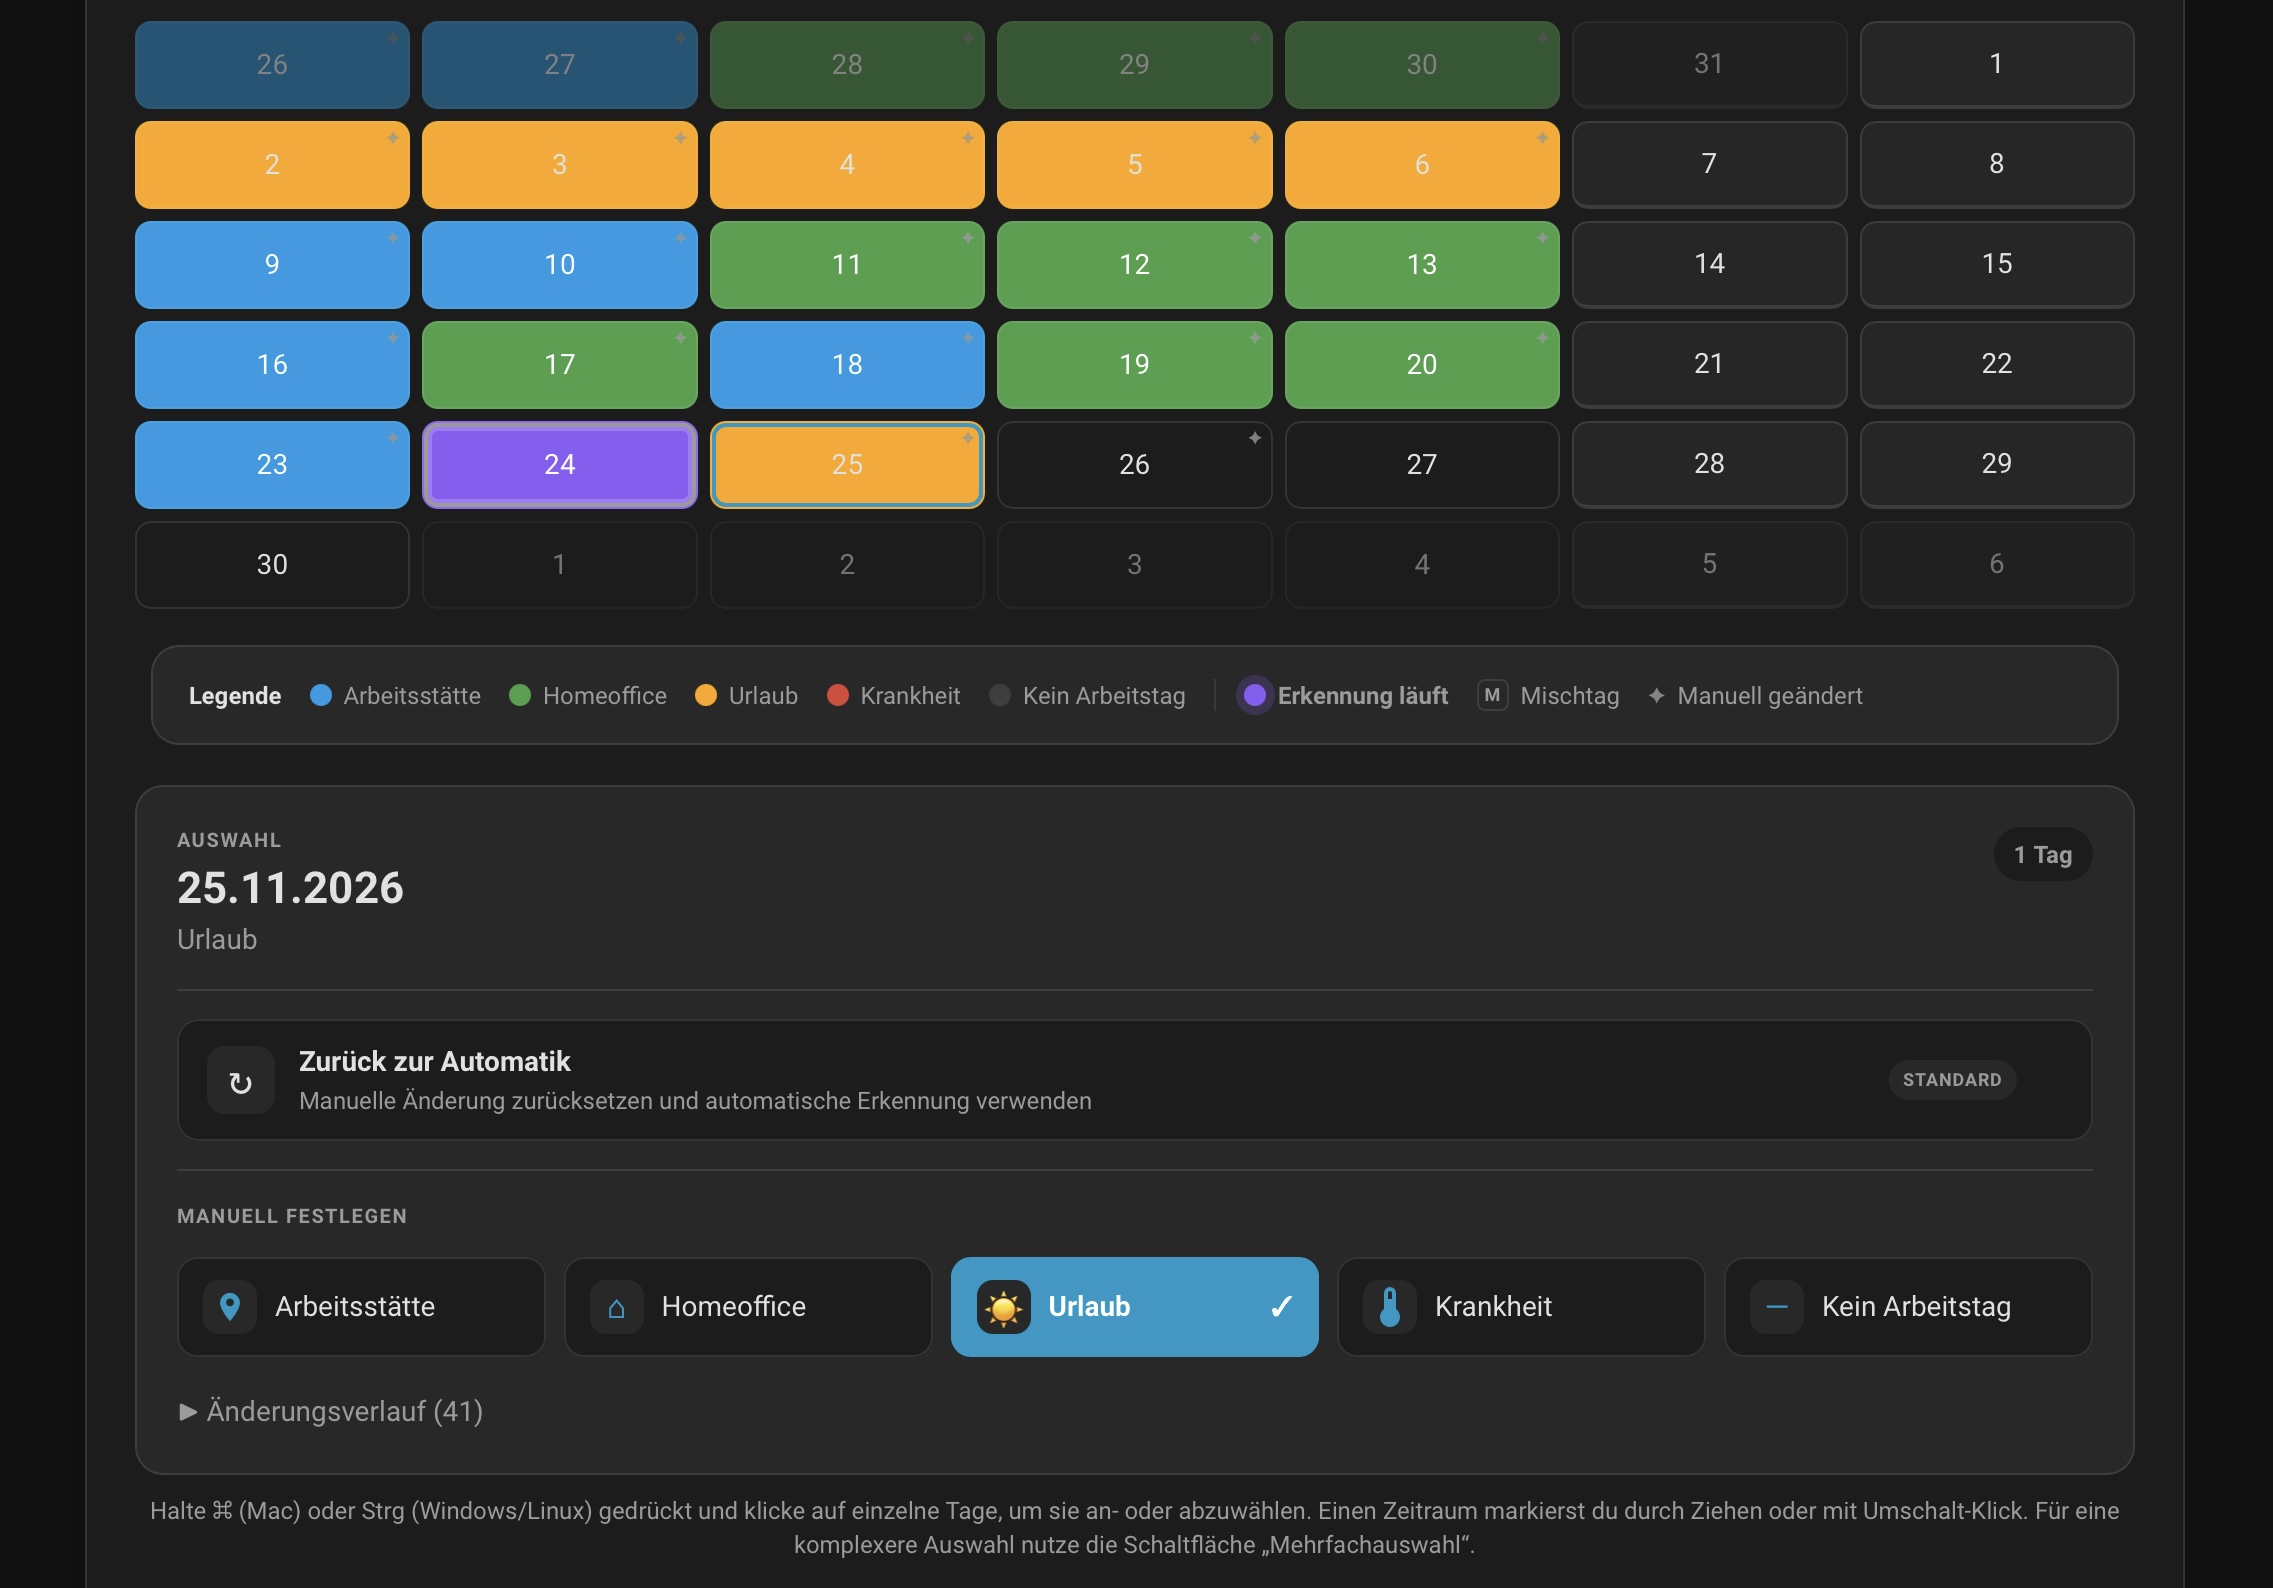 26 27 28 29 30 31 1
2 3 4 5 6 7 8
9 10 11 12 13 14 15
16 17 18 19 20 21 22
23 24 25 26 27 28 29
30 1 2 3 4 5 6
Legende Arbeitsstätte Homeoffice Urlaub Krankheit Kein Arbeitstag Erkennung läuft M Mischtag ✦ Manuell geändert
AUSWAHL
25.11.2026
1 Tag
Urlaub
Zurück zur Automatik
Manuelle Änderung zurücksetzen und automatische Erkennung verwenden
STANDARD
MANUELL FESTLEGEN
Arbeitsstätte Homeoffice Urlaub ✓ Krankheit Kein Arbeitstag
▶ Änderungsverlauf (41)
Halte ⌘ (Mac) oder Strg (Windows/Linux) gedrückt und klicke auf einzelne Tage, um sie an- oder abzuwählen. Einen Zeitraum markierst du durch Ziehen oder mit Umschalt-Klick. Für eine
komplexere Auswahl nutze die Schaltfläche „Mehrfachauswahl“.